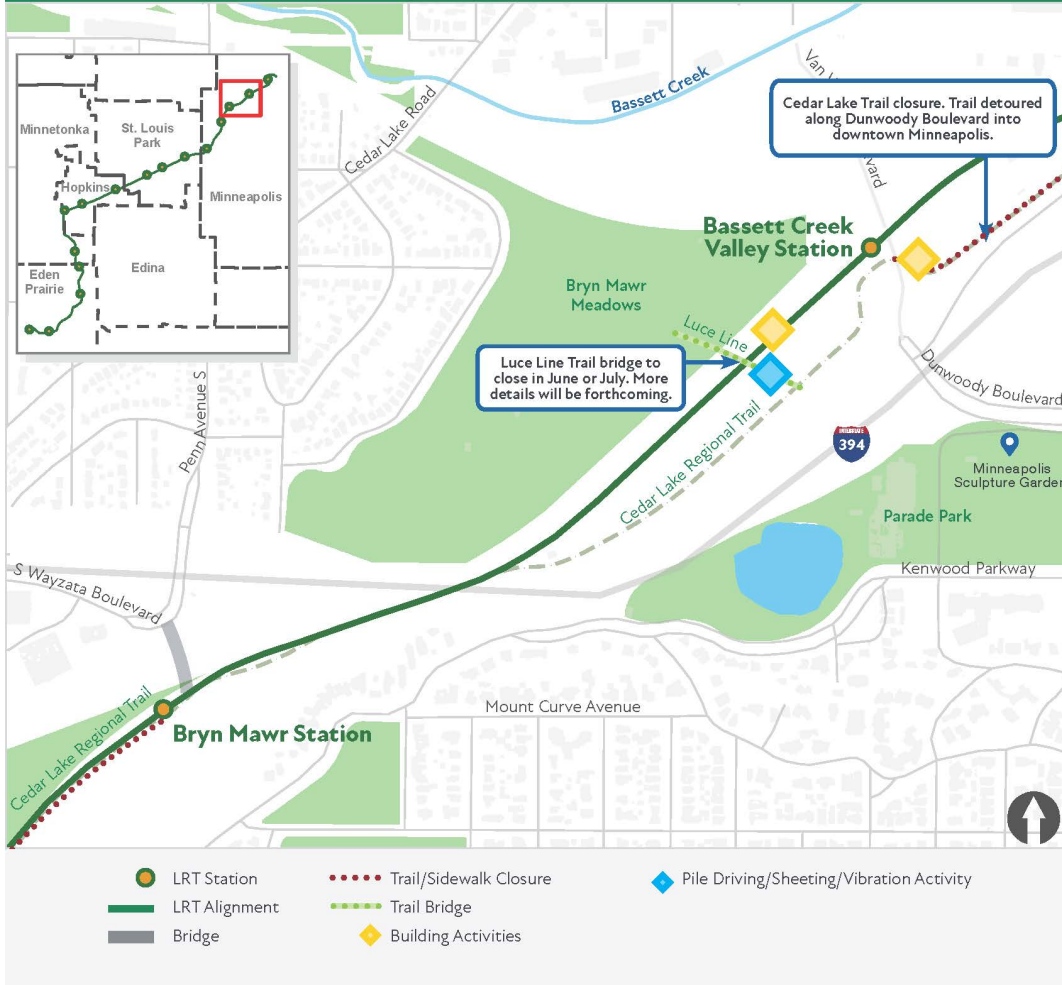 Minnetonka
St. Louis
Park
Hopkins
Minneapolis
Eden
Prairie
Edina
Cedar Lake Road
Bassett Creek
Cedar Lake Trail closure. Trail detoured
along Dunwoody Boulevard into
downtown Minneapolis.
Bassett Creek
Valley Station
Bryn Mawr
Meadows
Luce Line
Luce Line Trail bridge to
close in June or July. More
details will be forthcoming.
Dunwoody Boulevard
Penn Avenue S
Cedar Lake Regional Trail
INTERSTATE
394
Minneapolis
Sculpture Garden
Parade Park
Kenwood Parkway
S Wayzata Boulevard
Mount Curve Avenue
Cedar Lake Regional Trail
Bryn Mawr Station
LRT Station
LRT Alignment
Bridge
Trail/Sidewalk Closure
Trail Bridge
Building Activities
Pile Driving/Sheeting/Vibration Activity